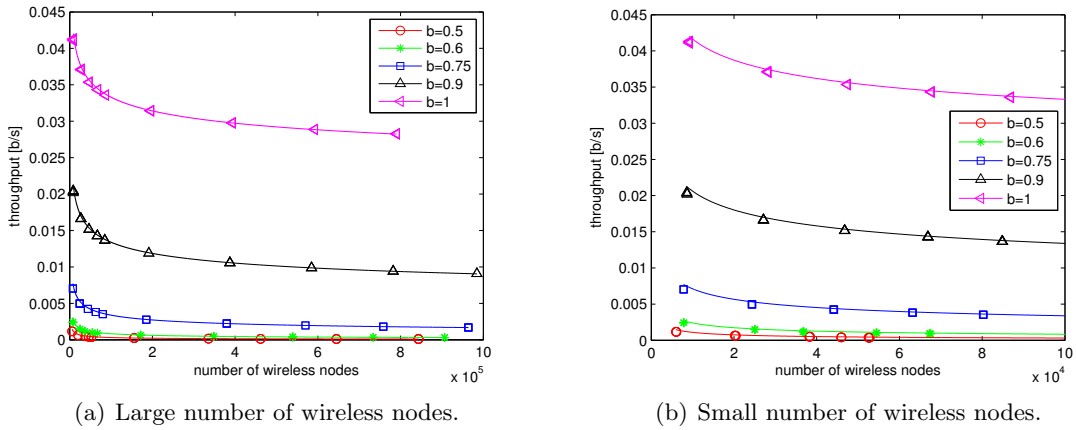 0.045
0.04
0.035
0.03
0.025
0.02
0.015
0.01
0.005
0
throughput [b/s]
b=0.5
b=0.6
b=0.75
b=0.9
b=1
0 2 4 6 8 10
x 10^5
number of wireless nodes
(a) Large number of wireless nodes.
0.045
0.04
0.035
0.03
0.025
0.02
0.015
0.01
0.005
0
throughput [b/s]
b=0.5
b=0.6
b=0.75
b=0.9
b=1
0 2 4 6 8 10
x 10^4
number of wireless nodes
(b) Small number of wireless nodes.